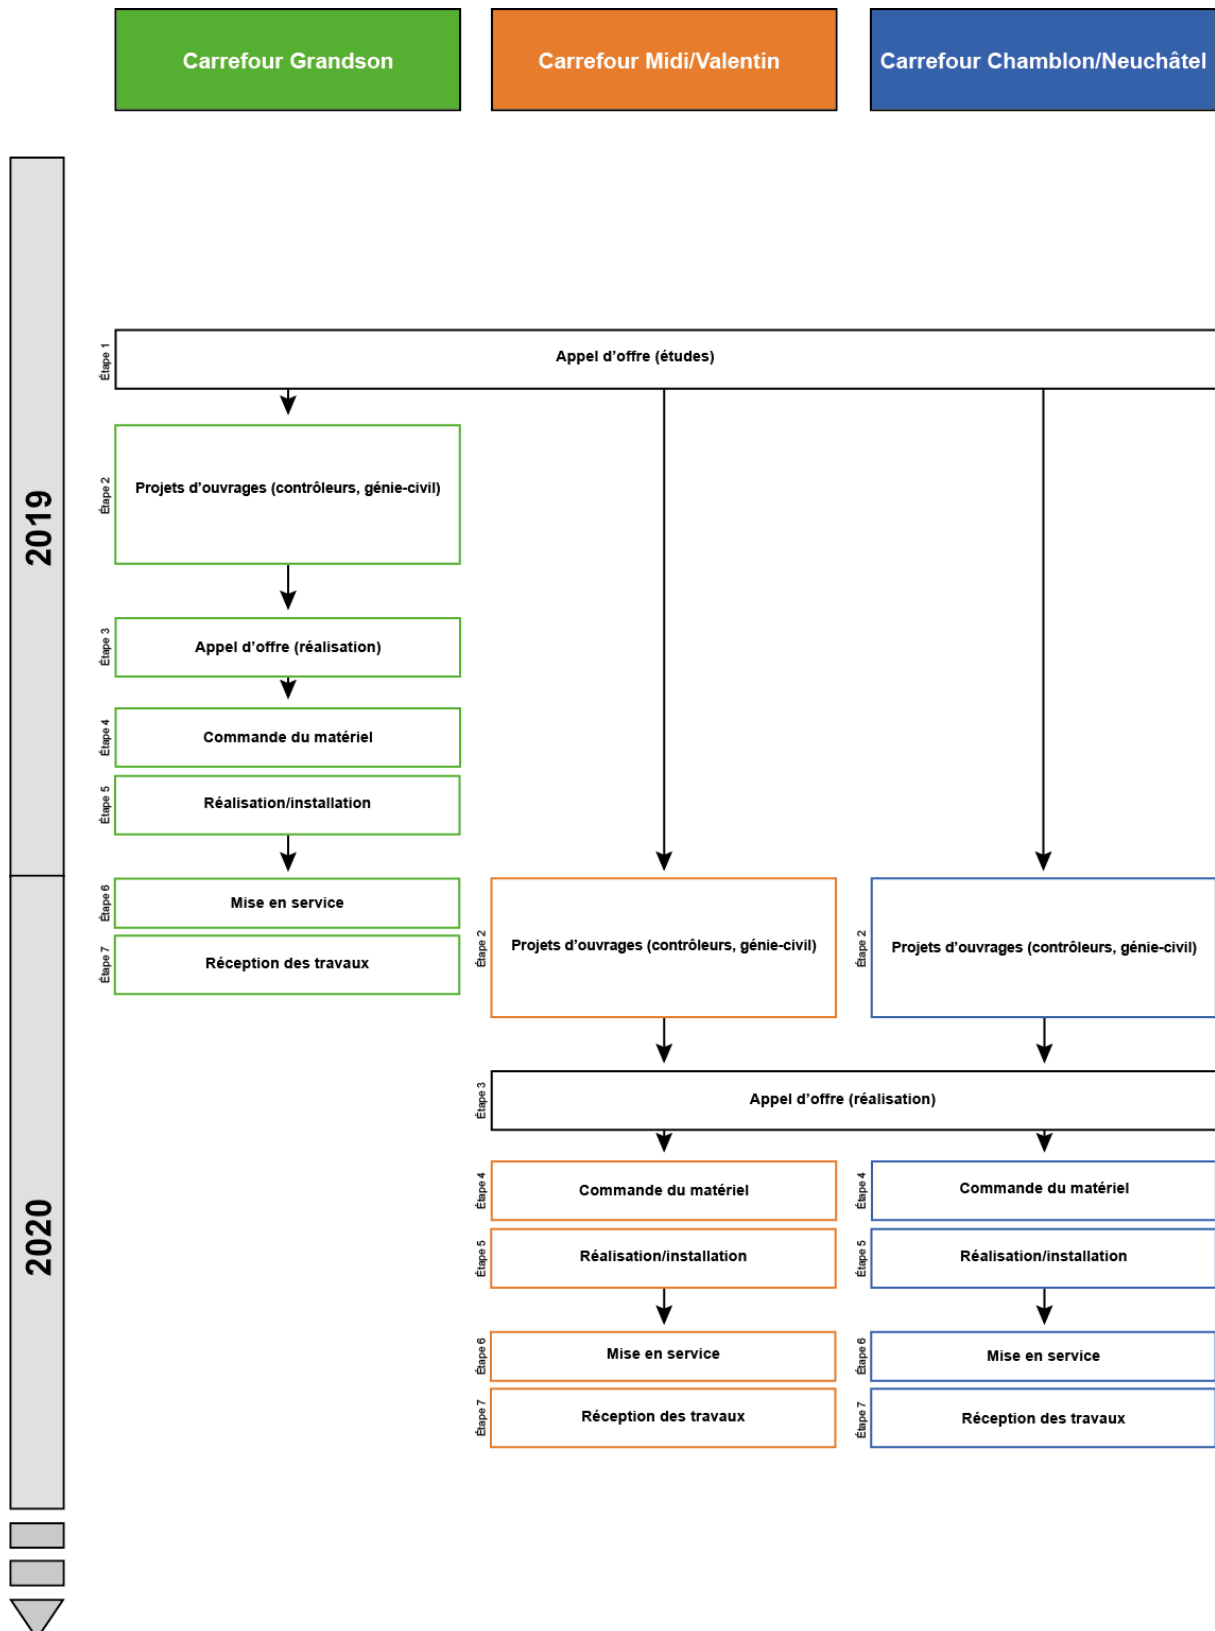 Carrefour Grandson
Carrefour Midi/Valentin
Carrefour Chamblon/Neuchâtel
2019
Étape 1
Appel d'offre (études)
Étape 2
Projets d'ouvrages (contrôleurs, génie-civil)
Étape 3
Appel d'offre (réalisation)
Étape 4
Commande du matériel
Étape 5
Réalisation/installation
2020
Étape 6
Mise en service
Étape 7
Réception des travaux
Étape 2
Projets d'ouvrages (contrôleurs, génie-civil)
Étape 2
Projets d'ouvrages (contrôleurs, génie-civil)
Étape 3
Appel d'offre (réalisation)
Étape 4
Commande du matériel
Étape 4
Commande du matériel
Étape 5
Réalisation/installation
Étape 5
Réalisation/installation
Étape 6
Mise en service
Étape 6
Mise en service
Étape 7
Réception des travaux
Étape 7
Réception des travaux